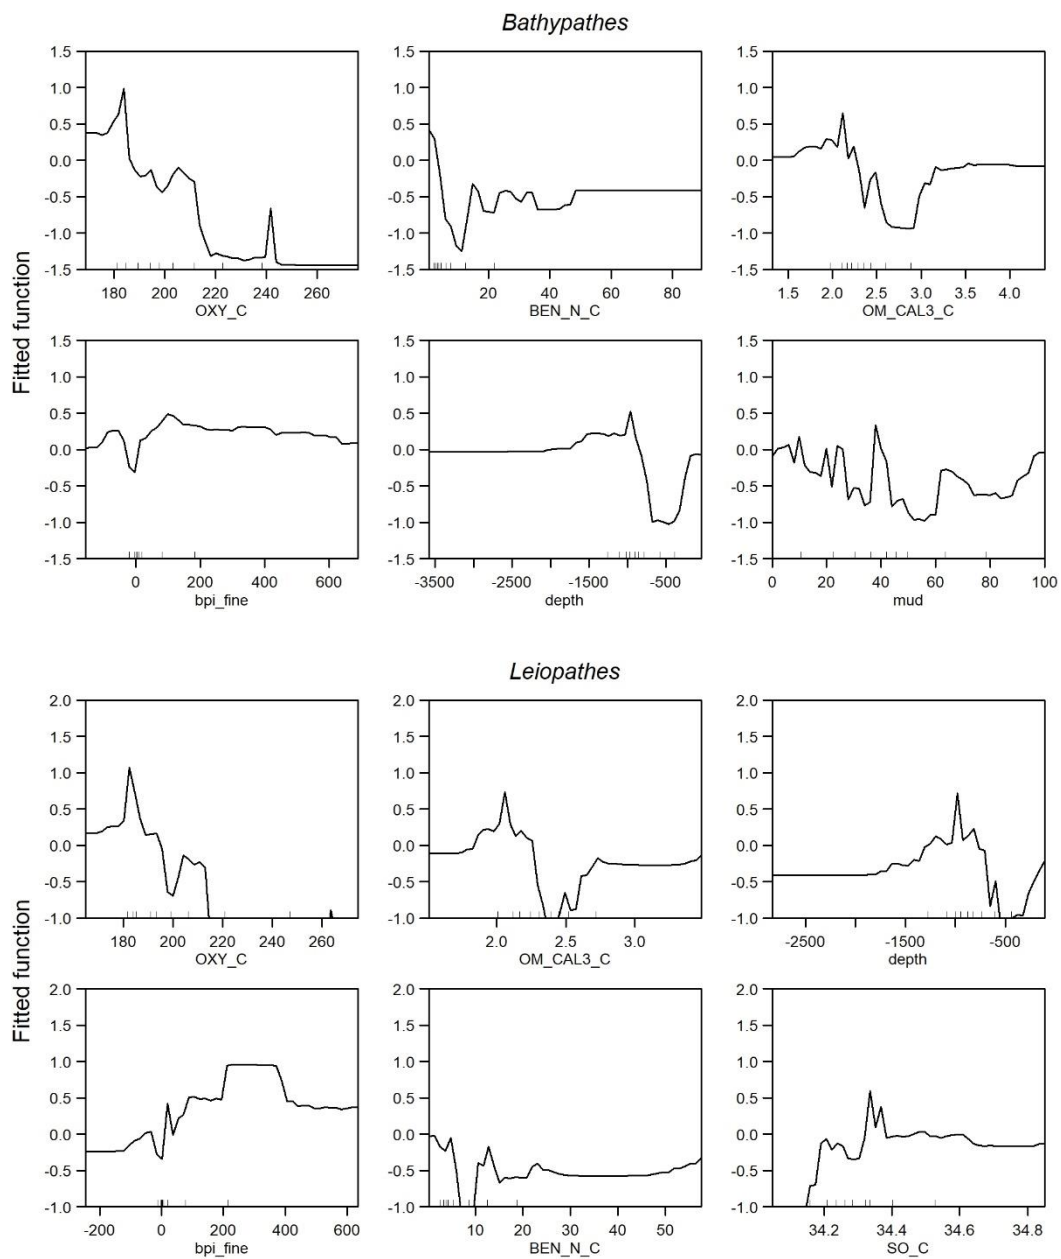 Bathypathes
1.5 1.5 1.5
1.0 1.0 1.0
0.5 0.5 0.5
0.0 0.0 0.0
-0.5 -0.5 -0.5
-1.0 -1.0 -1.0
-1.5 -1.5 -1.5
180 200 220 240 260 20 40 60 80 1.5 2.0 2.5 3.0 3.5 4.0
OXY_C BEN_N_C OM_CAL3_C
Fitted function
1.5 1.5 1.5
1.0 1.0 1.0
0.5 0.5 0.5
0.0 0.0 0.0
-0.5 -0.5 -0.5
-1.0 -1.0 -1.0
-1.5 -1.5 -1.5
0 200 400 600 -3500 -2500 -1500 -500 0 20 40 60 80 100
bpi_fine depth mud
Leiopathes
2.0 2.0 2.0
1.5 1.5 1.5
1.0 1.0 1.0
0.5 0.5 0.5
0.0 0.0 0.0
-0.5 -0.5 -0.5
-1.0 -1.0 -1.0
180 200 220 240 260 2.0 2.5 3.0 -2500 -1500 -500
OXY_C OM_CAL3_C depth
Fitted function
2.0 2.0 2.0
1.5 1.5 1.5
1.0 1.0 1.0
0.5 0.5 0.5
0.0 0.0 0.0
-0.5 -0.5 -0.5
-1.0 -1.0 -1.0
-200 0 200 400 600 10 20 30 40 50 34.2 34.4 34.6 34.8
bpi_fine BEN_N_C SO_C